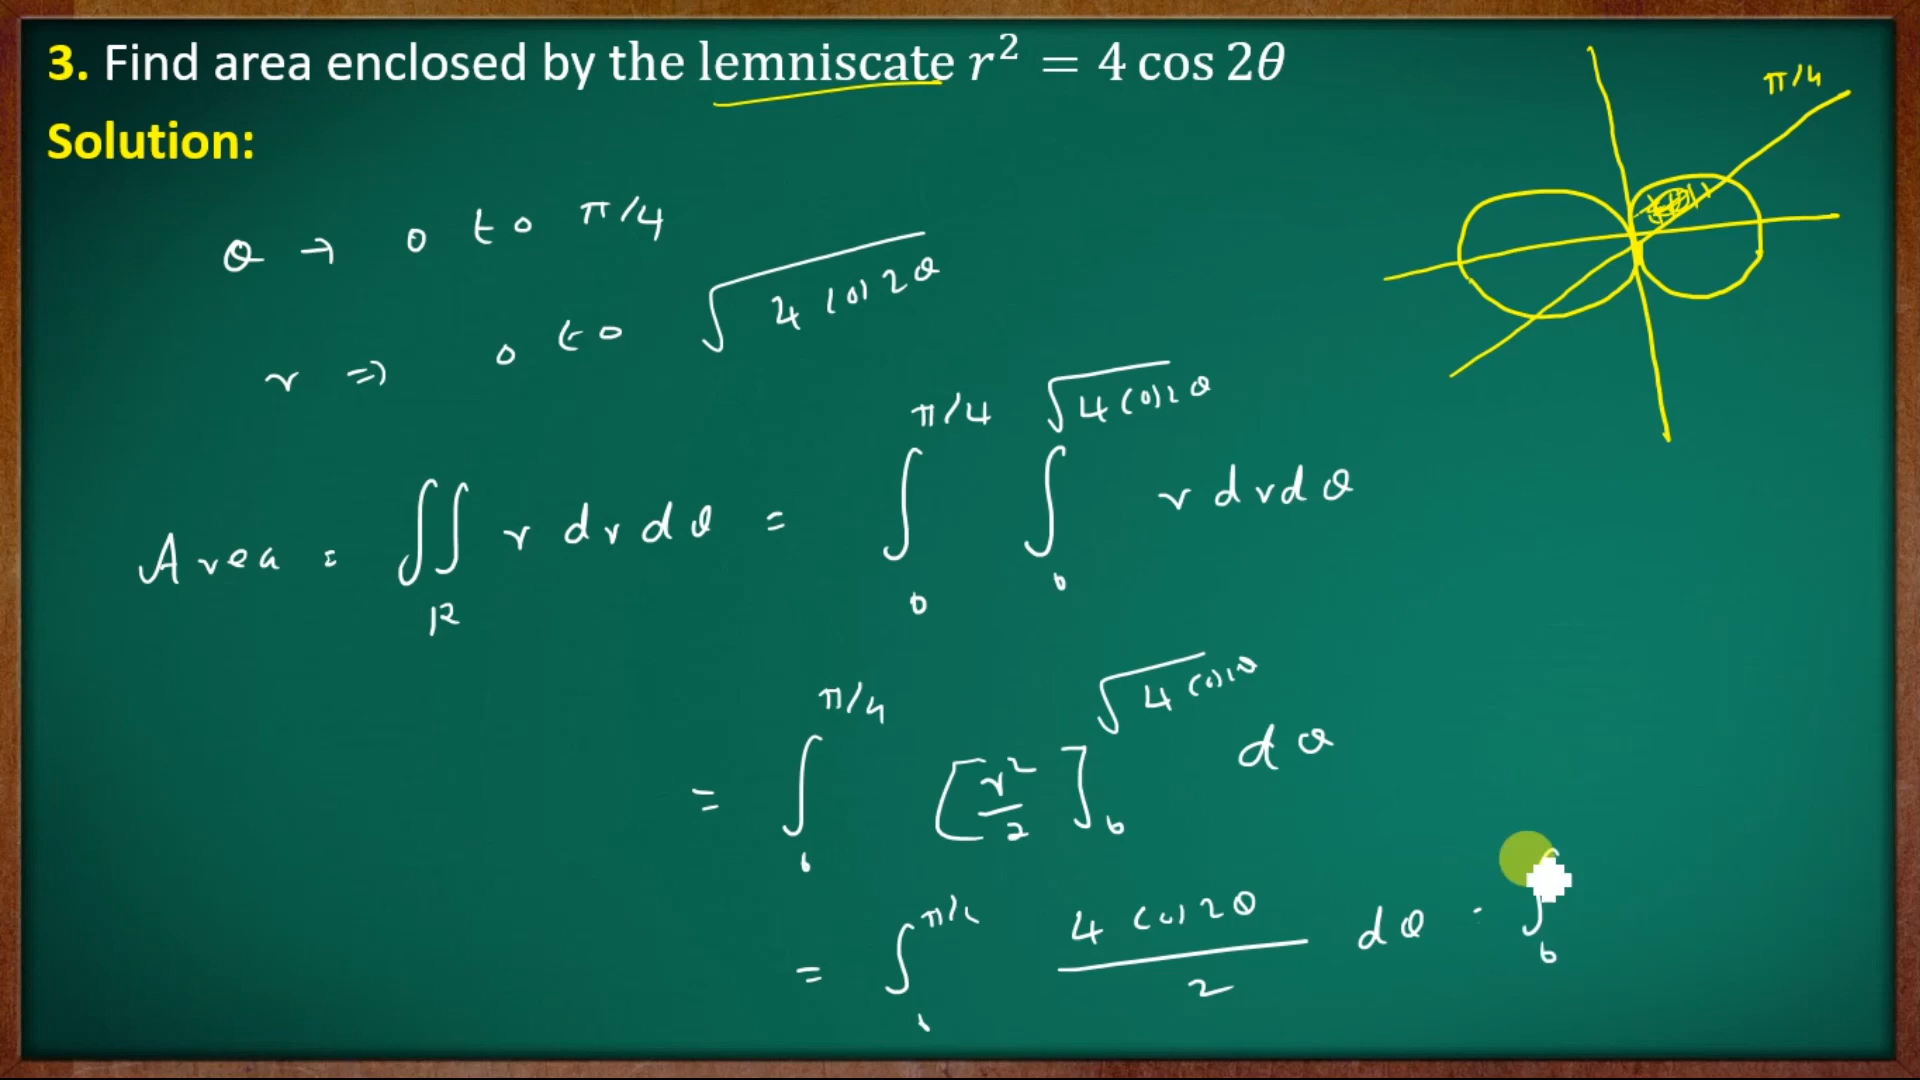 3. Find area enclosed by the lemniscate r² = 4 cos 2θ
Solution:
π/4
θ → 0 to π/4
r ⇒ 0 to √(4 cos 2θ)
Area = ∬_R r dr dθ = ∫_0^{π/4} ∫_0^{√(4 cos 2θ)} r dr dθ
= ∫_0^{π/4} [r²/2]_0^{√(4 cos 2θ)} dθ
= ∫_0^{π/4} (4 cos 2θ)/2 dθ = ∫_0